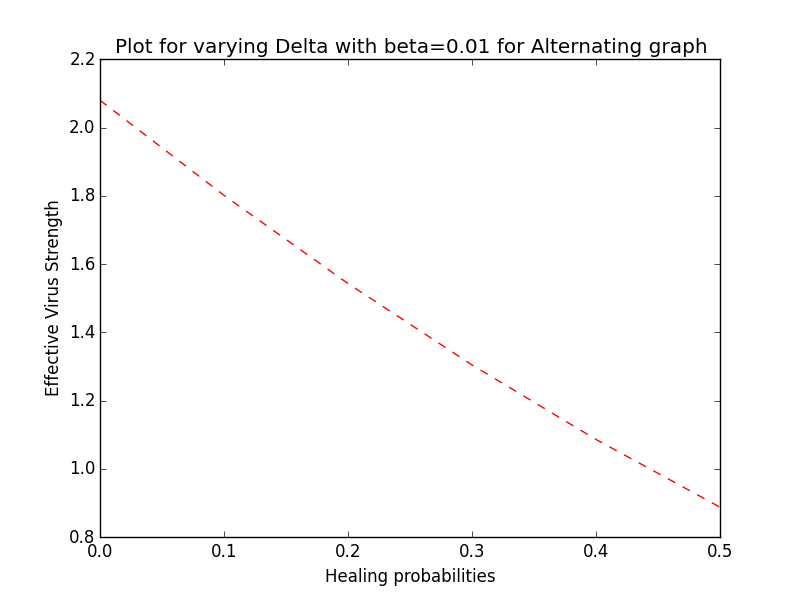 Plot for varying Delta with beta=0.01 for Alternating graph
2.2
2.0
1.8
1.6
1.4
1.2
1.0
0.8
Effective Virus Strength
0.0 0.1 0.2 0.3 0.4 0.5
Healing probabilities